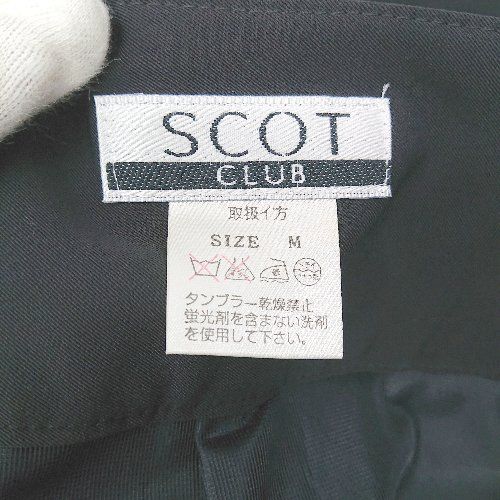 SCOT
CLUB
取扱イ方
SIZE M
タンブラー乾燥禁止
蛍光剤を含まない洗剤
を使用して下さい。